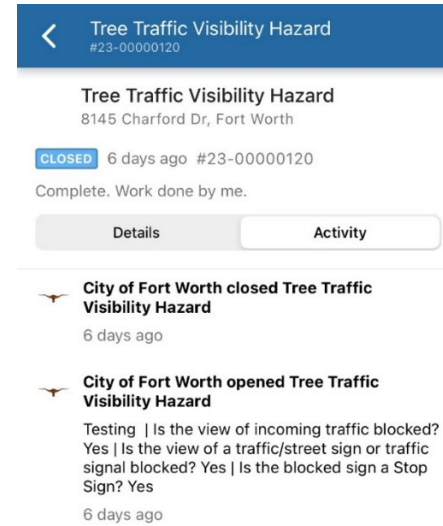 Tree Traffic Visibility Hazard
#23-00000120
Tree Traffic Visibility Hazard
8145 Charford Dr, Fort Worth
CLOSED 6 days ago #23-00000120
Complete. Work done by me.
Details Activity
City of Fort Worth closed Tree Traffic
Visibility Hazard
6 days ago
City of Fort Worth opened Tree Traffic
Visibility Hazard
Testing | Is the view of incoming traffic blocked?
Yes | Is the view of a traffic/street sign or traffic
signal blocked? Yes | Is the blocked sign a Stop
Sign? Yes
6 days ago